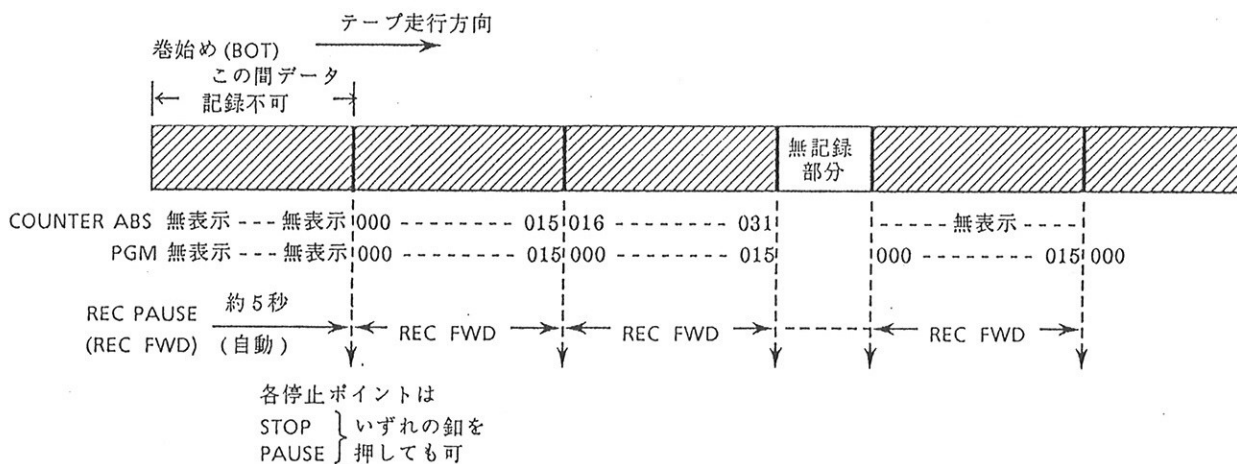 テープ走行方向
巻始め(BOT)
この間データ
記録不可
無記録
部分
COUNTER ABS 無表示 --- 無表示 000 -------- 015 016 -------- 031 ----- 無表示 ----
PGM 無表示 --- 無表示 000 -------- 015 000 -------- 015 000 --------- 015 000
REC PAUSE 約5秒
(REC FWD) (自動)
REC FWD REC FWD REC FWD
各停止ポイントは
STOP いずれの釦を
PAUSE 押しても可